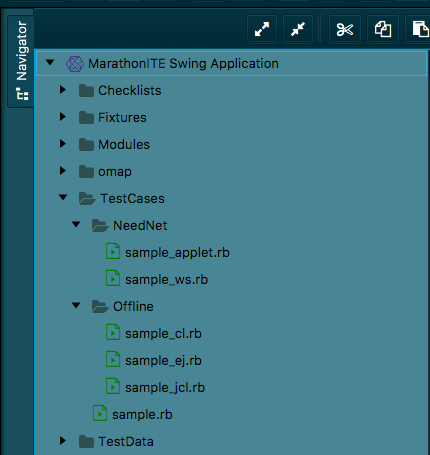 Navigator
MarathonITE Swing Application
Checklists
Fixtures
Modules
omap
TestCases
NeedNet
sample_applet.rb
sample_ws.rb
Offline
sample_cl.rb
sample_ej.rb
sample_jcl.rb
sample.rb
TestData